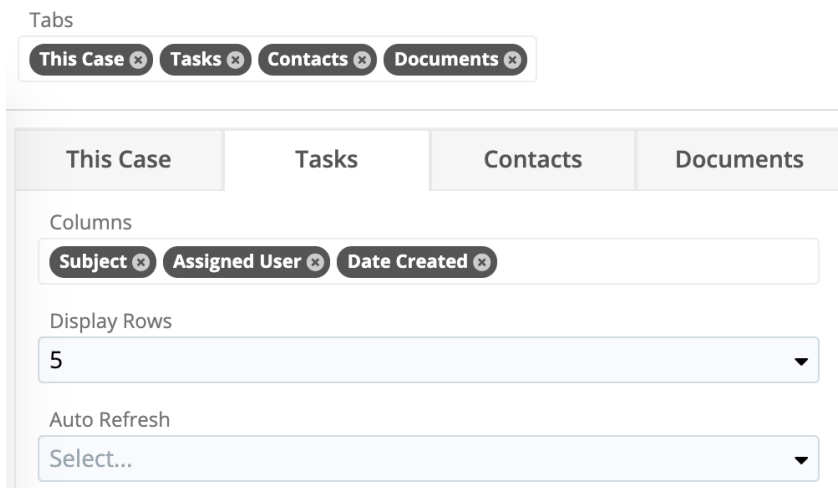 Tabs
This Case Tasks Contacts Documents
This Case Tasks Contacts Documents
Columns
Subject Assigned User Date Created
Display Rows
5
Auto Refresh
Select...